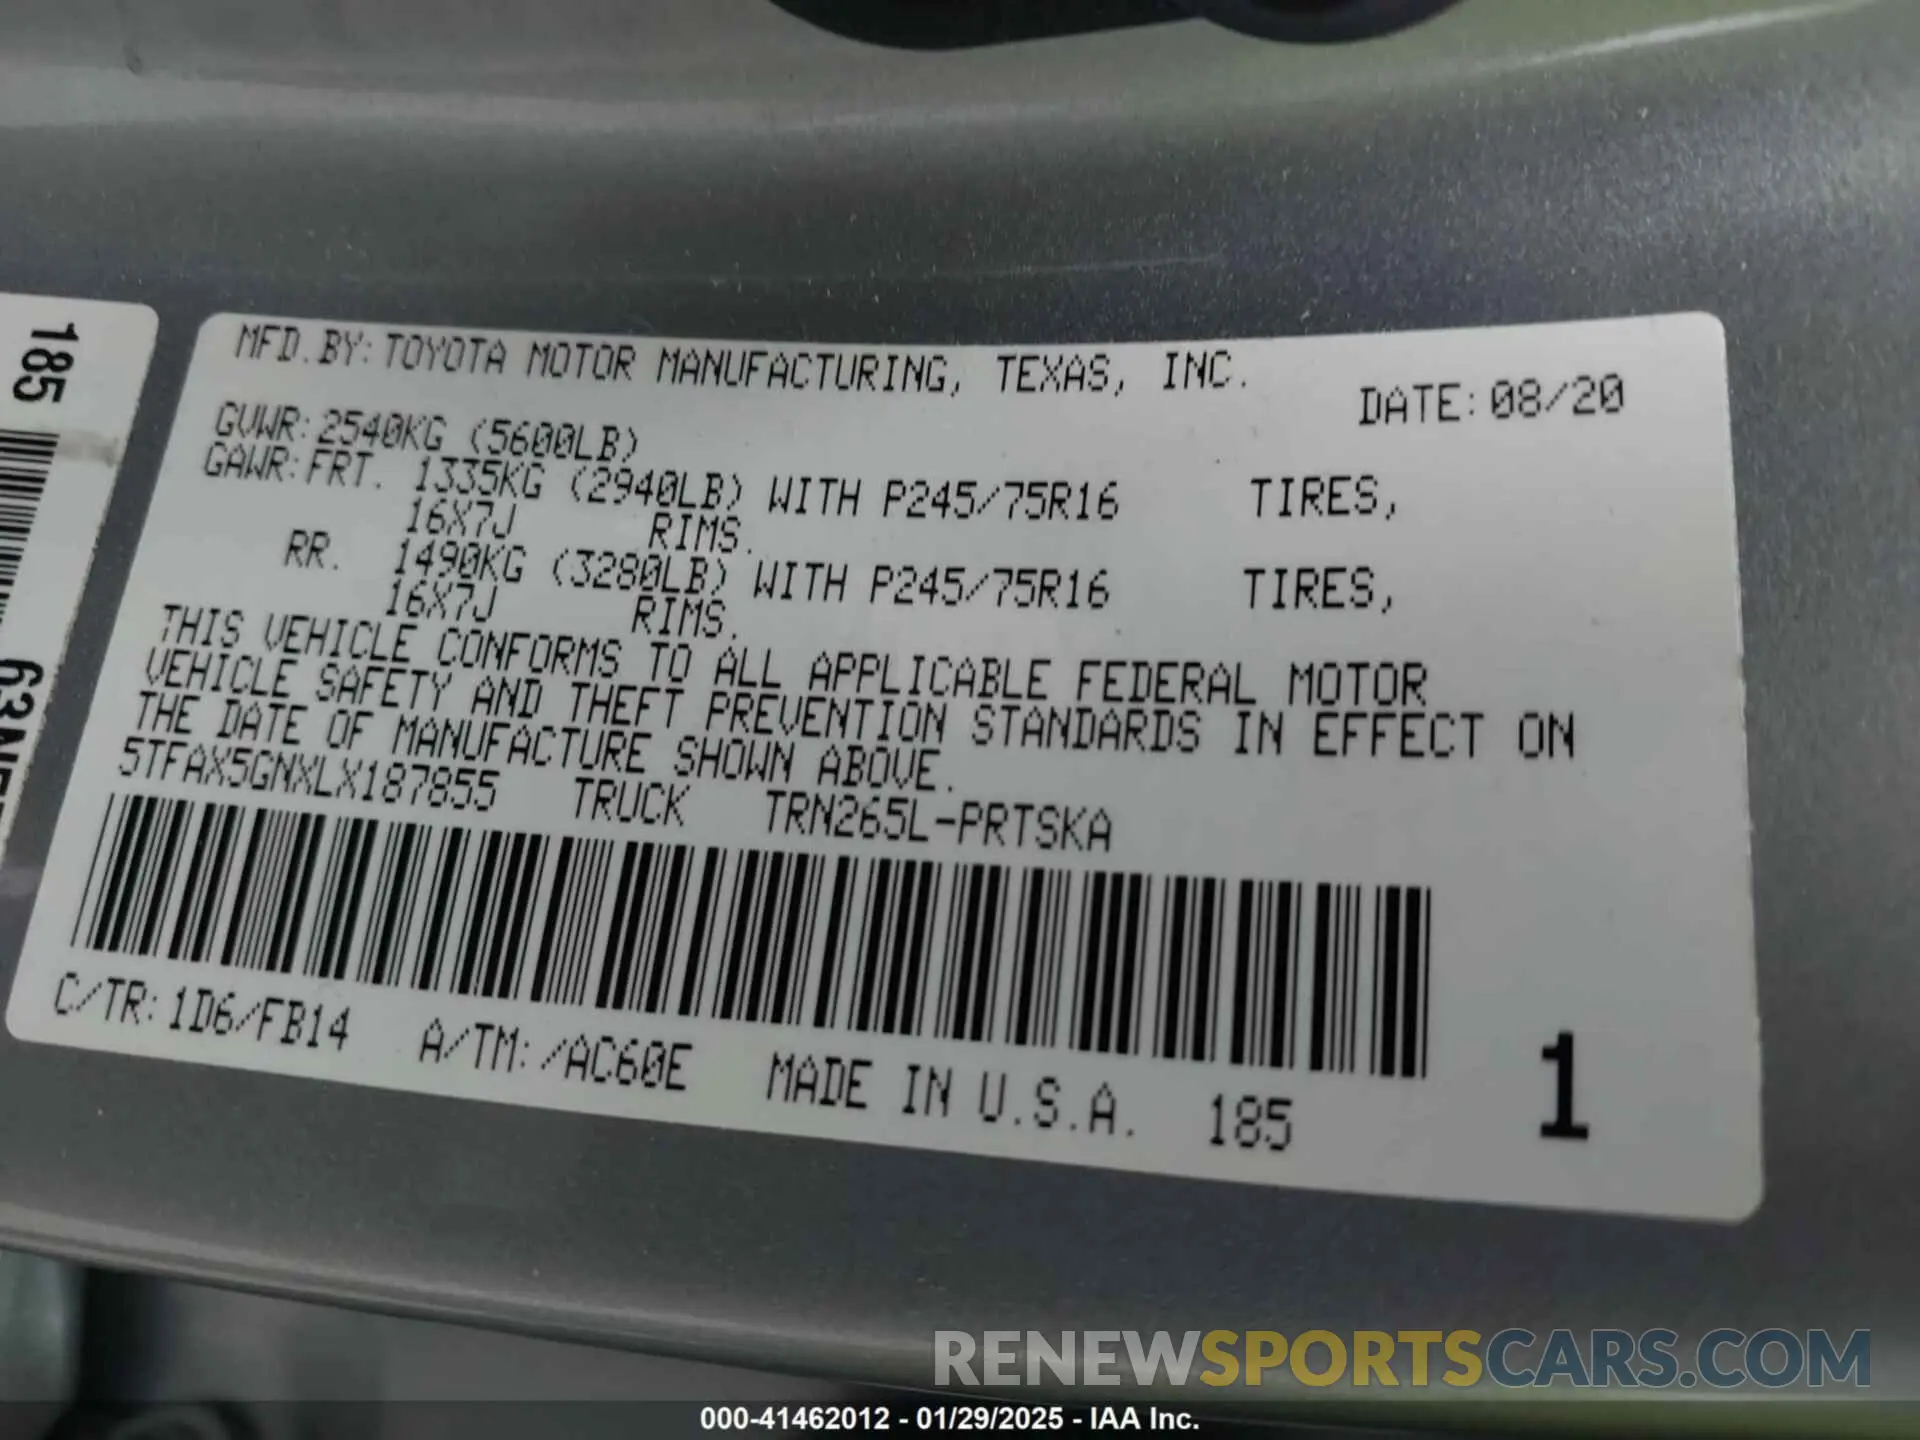 MFD. BY: TOYOTA MOTOR MANUFACTURING, TEXAS, INC.
DATE: 08/20
GVWR: 2540KG (5600LB)
GAWR: FRT. 1335KG (2940LB) WITH P245/75R16 TIRES,
16X7J RIMS.
RR. 1490KG (3280LB) WITH P245/75R16 TIRES,
16X7J RIMS.
THIS VEHICLE CONFORMS TO ALL APPLICABLE FEDERAL MOTOR
VEHICLE SAFETY AND THEFT PREVENTION STANDARDS IN EFFECT ON
THE DATE OF MANUFACTURE SHOWN ABOVE.
5TFAX5GNXLX187855 TRUCK TRN265L-PRTSKA
C/TR: 1D6/FB14 A/TM: /AC60E MADE IN U.S.A. 185
1
185
RENEWSPORTSCARS.COM
000-41462012 - 01/29/2025 - IAA Inc.